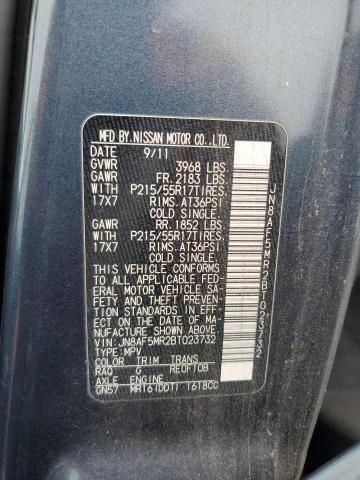 MFD.BY.NISSAN MOTOR CO.,LTD.
DATE 9/11
GVWR 3968 LBS.
GAWR FR.2183 LBS
WITH P215/55R17TIRES,
17X7 RIMS.AT36PSI
COLD SINGLE.
GAWR RR.1852 LBS
WITH P215/55R17TIRES,
17X7 RIMS.AT36PSI
COLD SINGLE.
THIS VEHICLE CONFORMS
TO ALL APPLICABLE FED-
ERAL MOTOR VEHICLE SA-
FETY AND THEFT PREVEN-
TION STANDARDS IN EFF-
ECT ON THE DATE OF MA-
NUFACTURE SHOWN ABOVE.
VIN:JN8AF5MR2BT023732
TYPE:MPV
COLOR TRIM TRANS
RAQ G RE0F10B
AXLE ENGINE
GN57 MR16(DDT) 1618CC
JN8AF5MR2BT023732